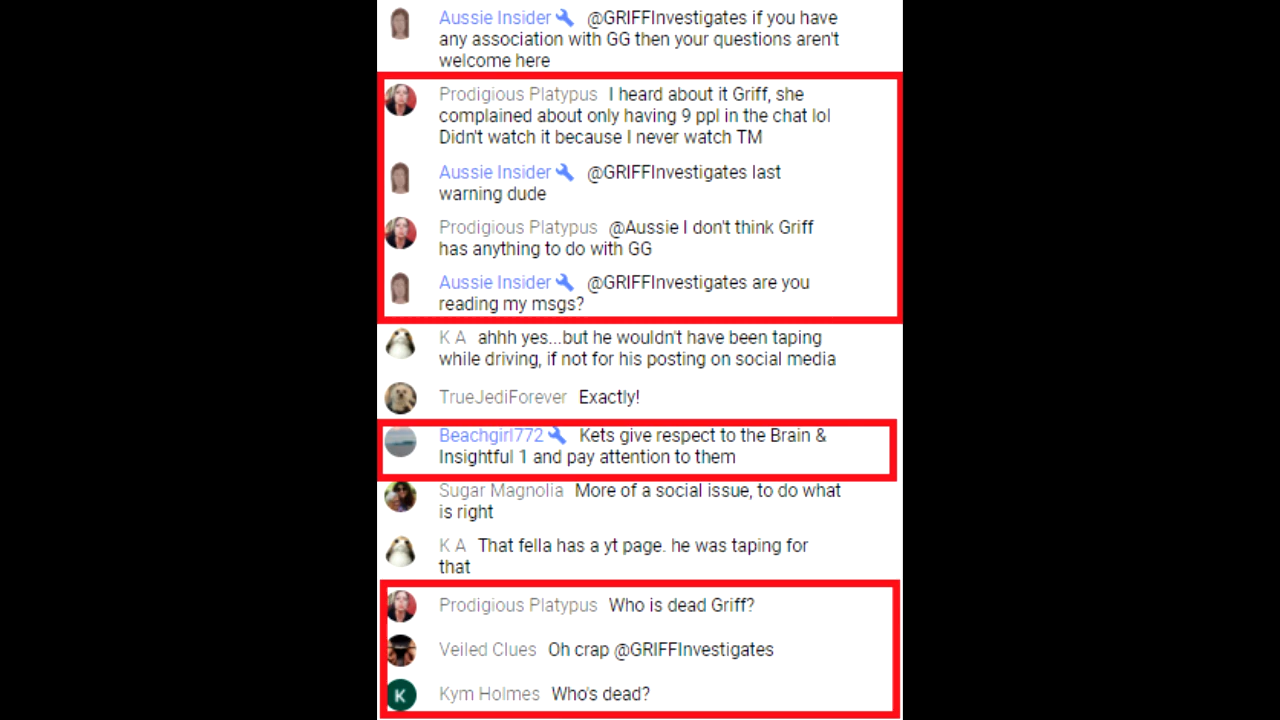 Aussie Insider @GRIFFInvestigates if you have
any association with GG then your questions aren't
welcome here
Prodigious Platypus I heard about it Griff, she
complained about only having 9 ppl in the chat lol
Didn't watch it because I never watch TM
Aussie Insider @GRIFFInvestigates last
warning dude
Prodigious Platypus @Aussie I don't think Griff
has anything to do with GG
Aussie Insider @GRIFFInvestigates are you
reading my msgs?
K A ahhh yes...but he wouldn't have been taping
while driving, if not for his posting on social media
TrueJediForever Exactly!
Beachgirl772 Kets give respect to the Brain &
Insightful 1 and pay attention to them
Sugar Magnolia More of a social issue, to do what
is right
K A That fella has a yt page. he was taping for
that
Prodigious Platypus Who is dead Griff?
Veiled Clues Oh crap @GRIFFInvestigates
K Kym Holmes Who's dead?